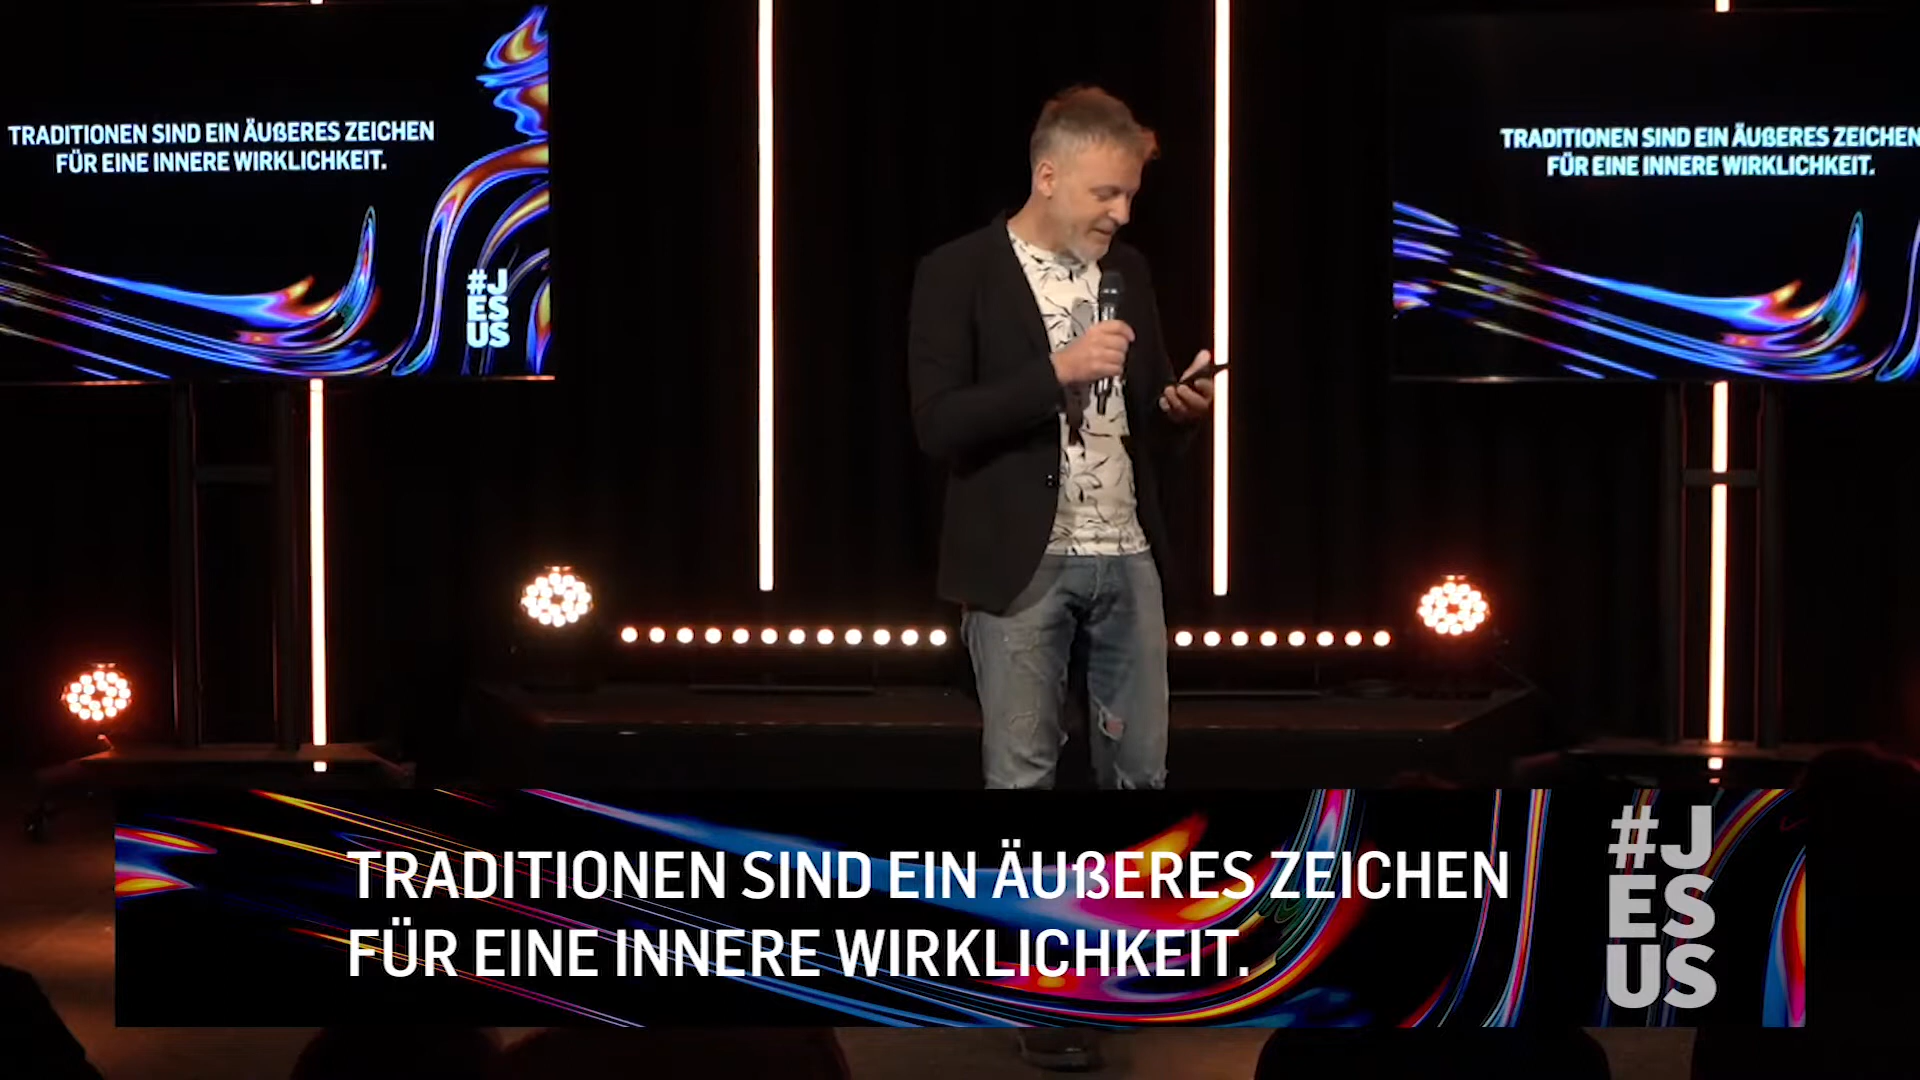 TRADITIONEN SIND EIN ÄUßERES ZEICHEN
FÜR EINE INNERE WIRKLICHKEIT.
#J
ES
US
TRADITIONEN SIND EIN ÄUßERES ZEICHEN
FÜR EINE INNERE WIRKLICHKEIT.
TRADITIONEN SIND EIN ÄUßERES ZEICHEN
FÜR EINE INNERE WIRKLICHKEIT.
#J
ES
US